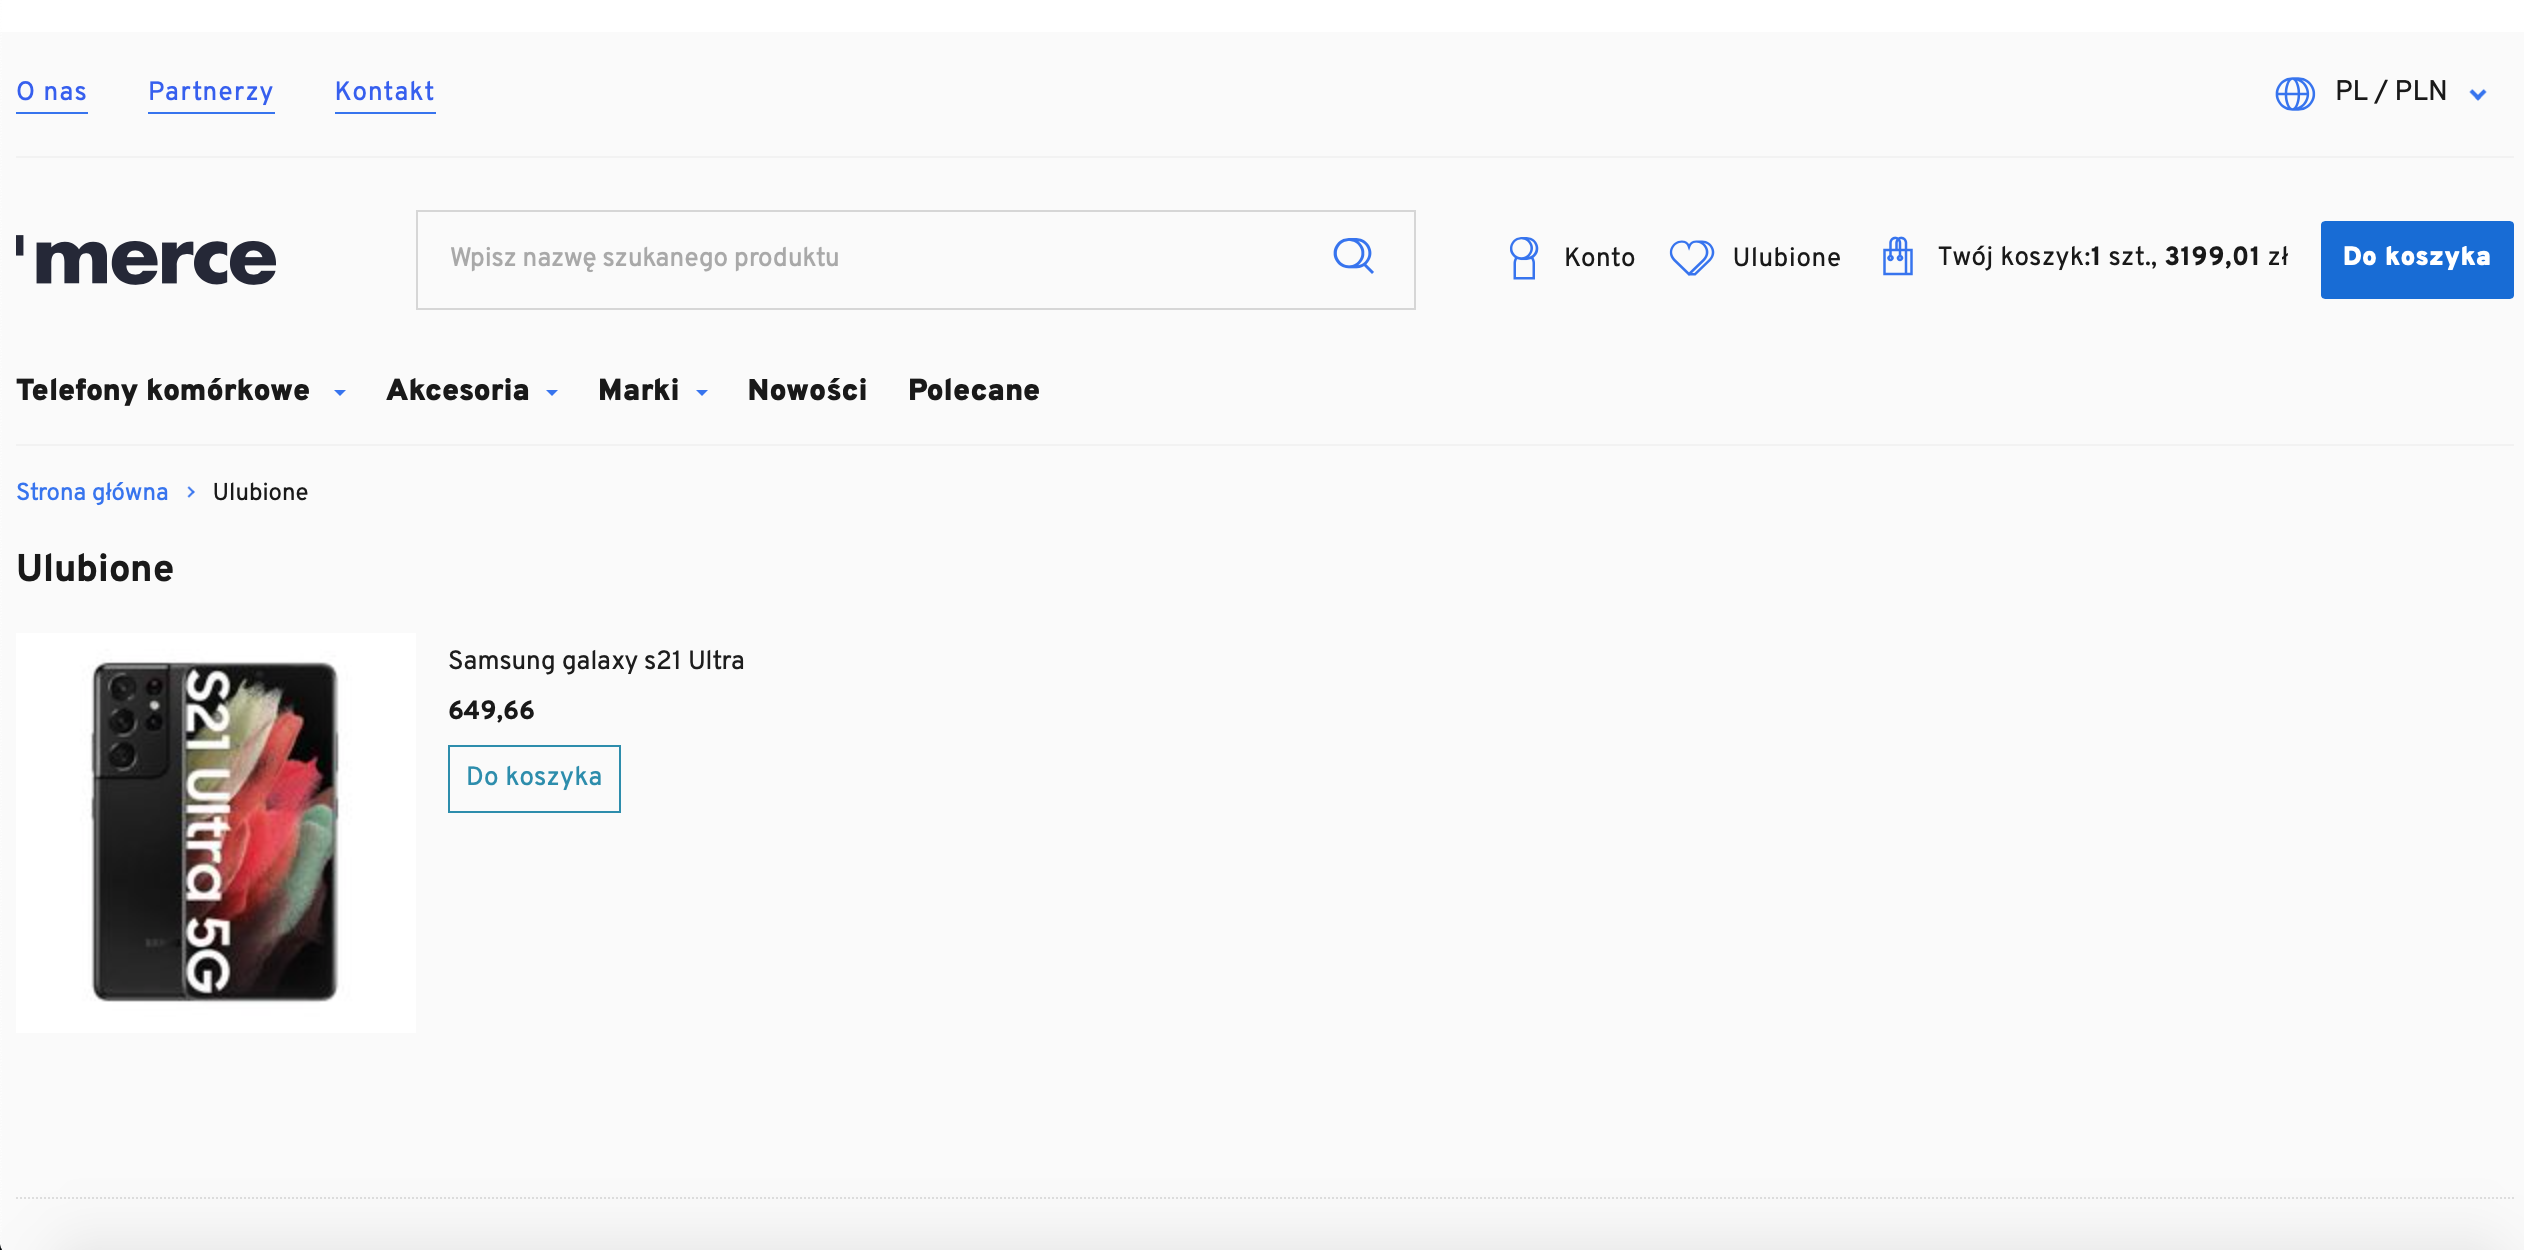 O nas Partnerzy Kontakt PL / PLN
'merce Wpisz nazwę szukanego produktu Konto Ulubione Twój koszyk:1 szt., 3199,01 zł Do koszyka
Telefony komórkowe Akcesoria Marki Nowości Polecane
Strona główna > Ulubione
Ulubione
Samsung galaxy s21 Ultra
649,66
Do koszyka
S21 Ultra 5G